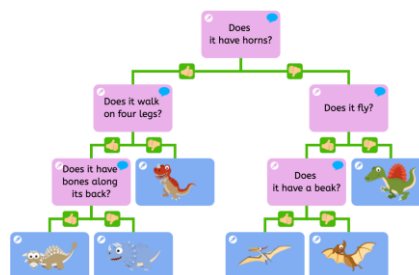 Does
it have horns?
Does it walk
on four legs?
Does it fly?
Does it have
bones along
its back?
Does
it have a beak?